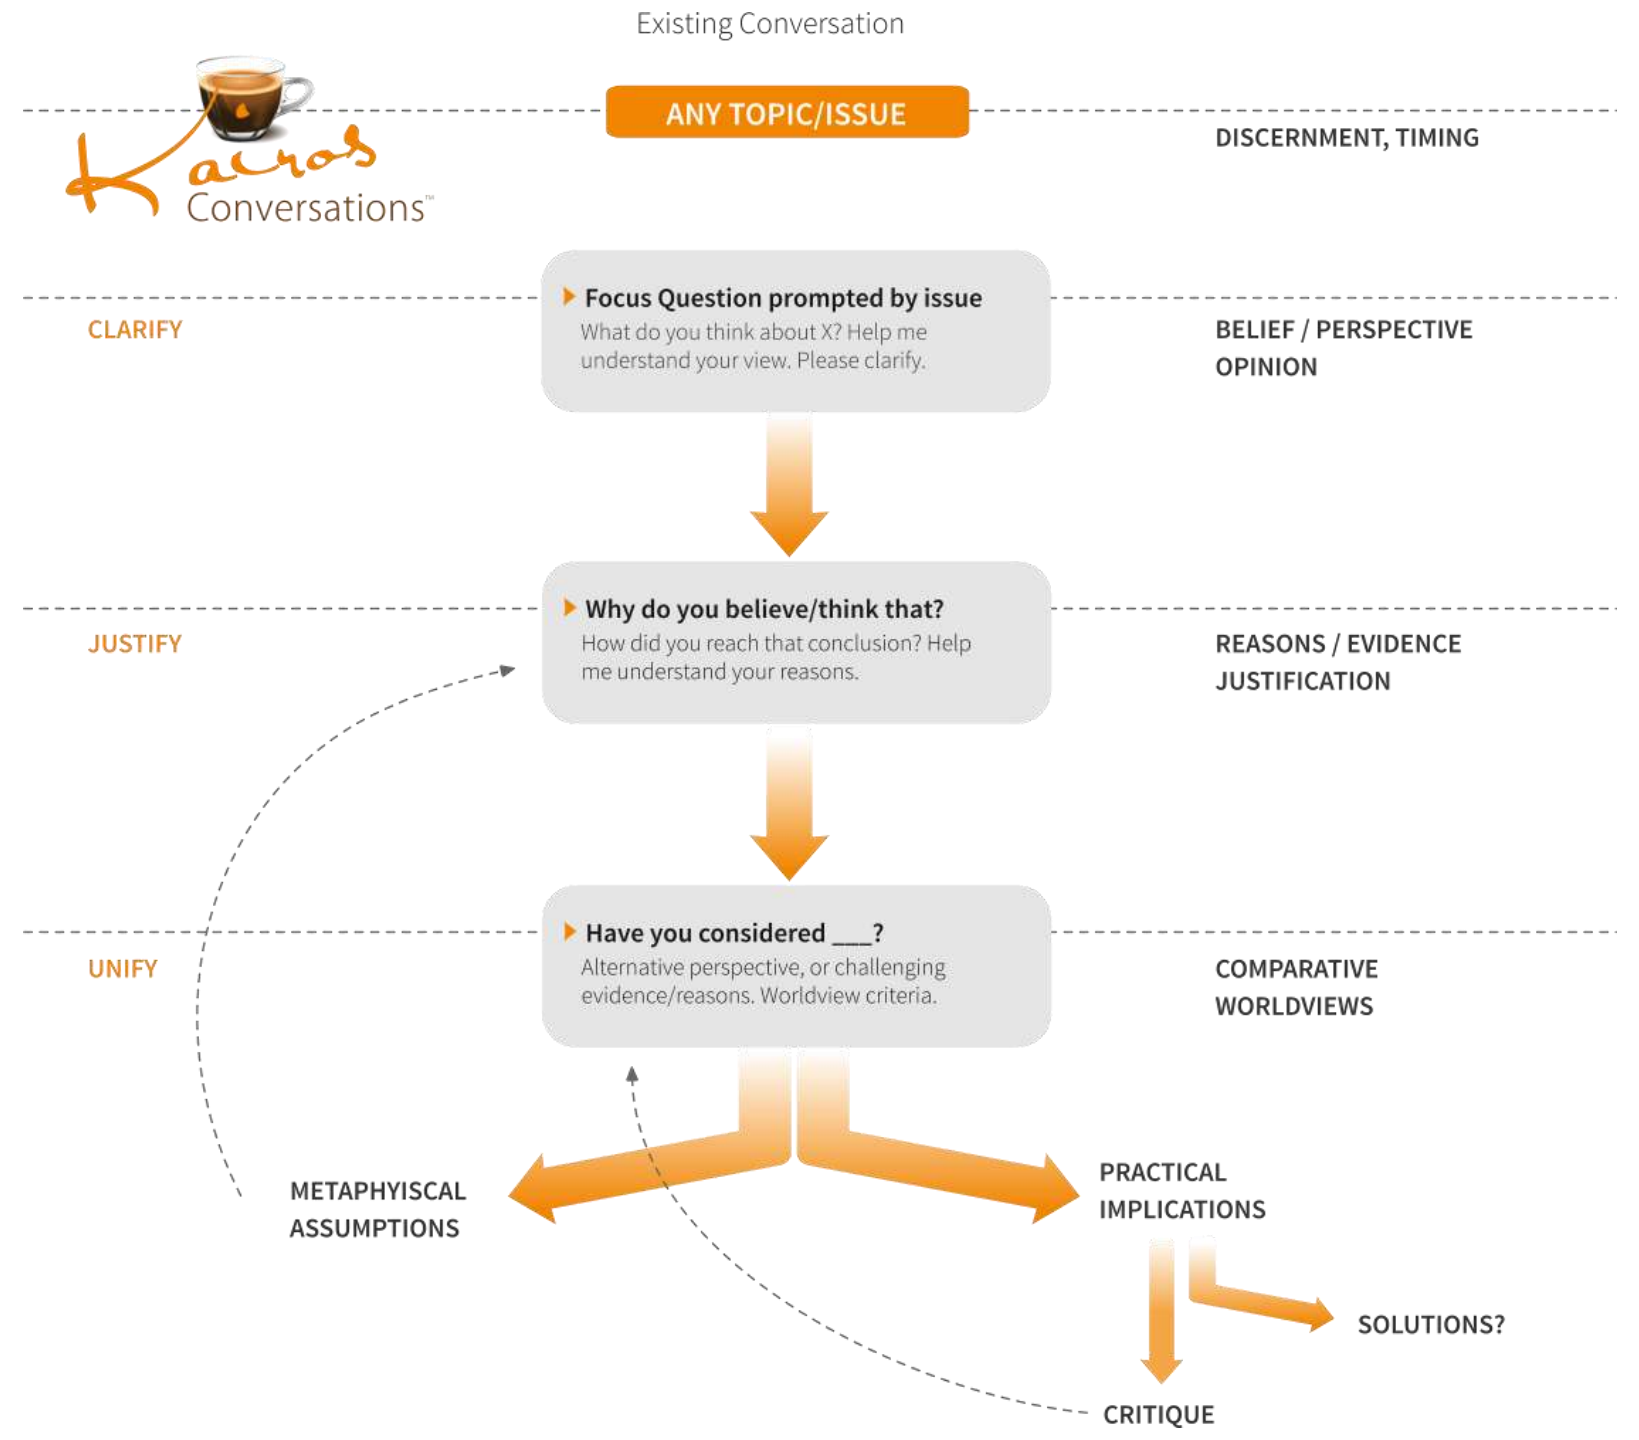 Existing Conversation
ANY TOPIC/ISSUE
DISCERNMENT, TIMING
Kairos
Conversations™
Focus Question prompted by issue
What do you think about X? Help me
understand your view. Please clarify.
CLARIFY
BELIEF / PERSPECTIVE
OPINION
Why do you believe/think that?
How did you reach that conclusion? Help
me understand your reasons.
JUSTIFY
REASONS / EVIDENCE
JUSTIFICATION
Have you considered ___?
Alternative perspective, or challenging
evidence/reasons. Worldview criteria.
UNIFY
COMPARATIVE
WORLDVIEWS
METAPHYISCAL
ASSUMPTIONS
PRACTICAL
IMPLICATIONS
SOLUTIONS?
CRITIQUE